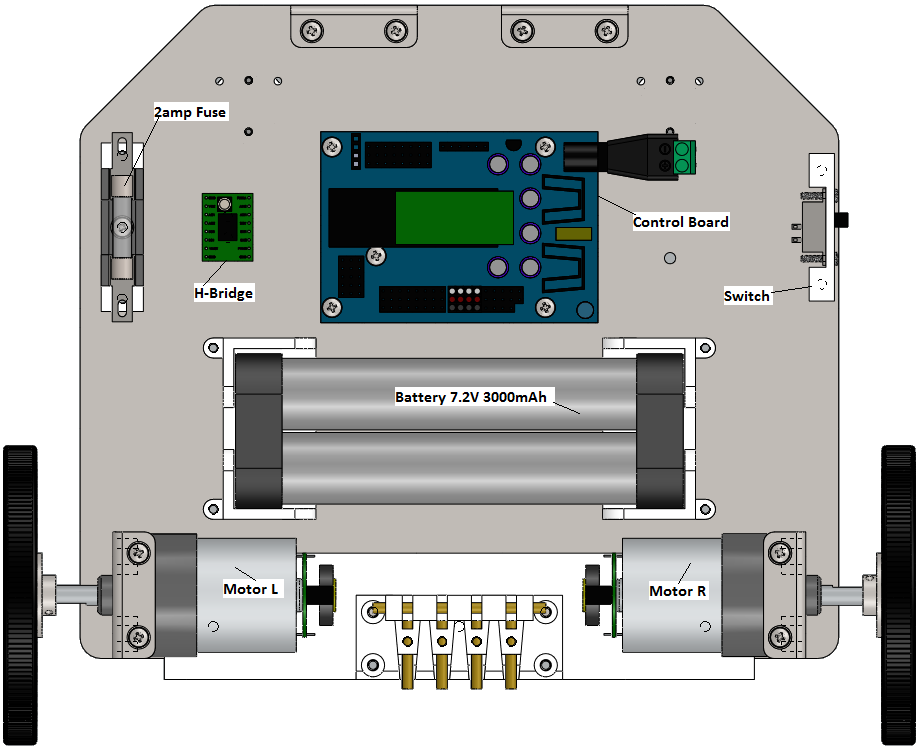 2amp Fuse
Control Board
H-Bridge
Switch
Battery 7.2V 3000mAh
Motor L
Motor R